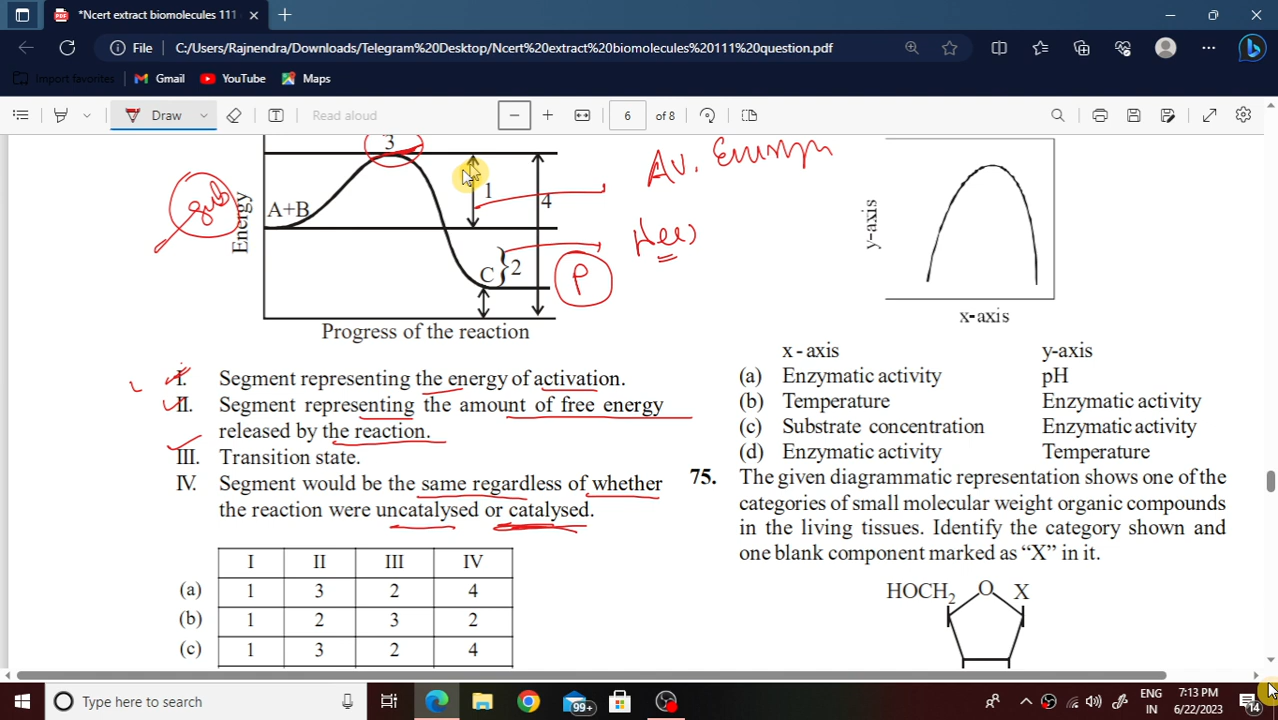 *Ncert extract biomolecules 111
File C:/Users/Rajnendra/Downloads/Telegram%20Desktop/Ncert%20extract%20biomolecules%20111%20question.pdf
Import favorites Gmail YouTube Maps
Draw Read aloud 6 of 8
3
A+B
1
4
C
2
Energy
Progress of the reaction
sub
P
Av.
I. Segment representing the energy of activation.
II. Segment representing the amount of free energy
released by the reaction.
III. Transition state.
IV. Segment would be the same regardless of whether
the reaction were uncatalysed or catalysed.
I II III IV
(a) 1 3 2 4
(b) 1 2 3 2
(c) 1 3 2 4
y-axis
x-axis
x - axis y-axis
(a) Enzymatic activity pH
(b) Temperature Enzymatic activity
(c) Substrate concentration Enzymatic activity
(d) Enzymatic activity Temperature
75. The given diagrammatic representation shows one of the
categories of small molecular weight organic compounds
in the living tissues. Identify the category shown and
one blank component marked as “X” in it.
HOCH2 O X
Type here to search
99+
ENG
IN
7:13 PM
6/22/2023
14